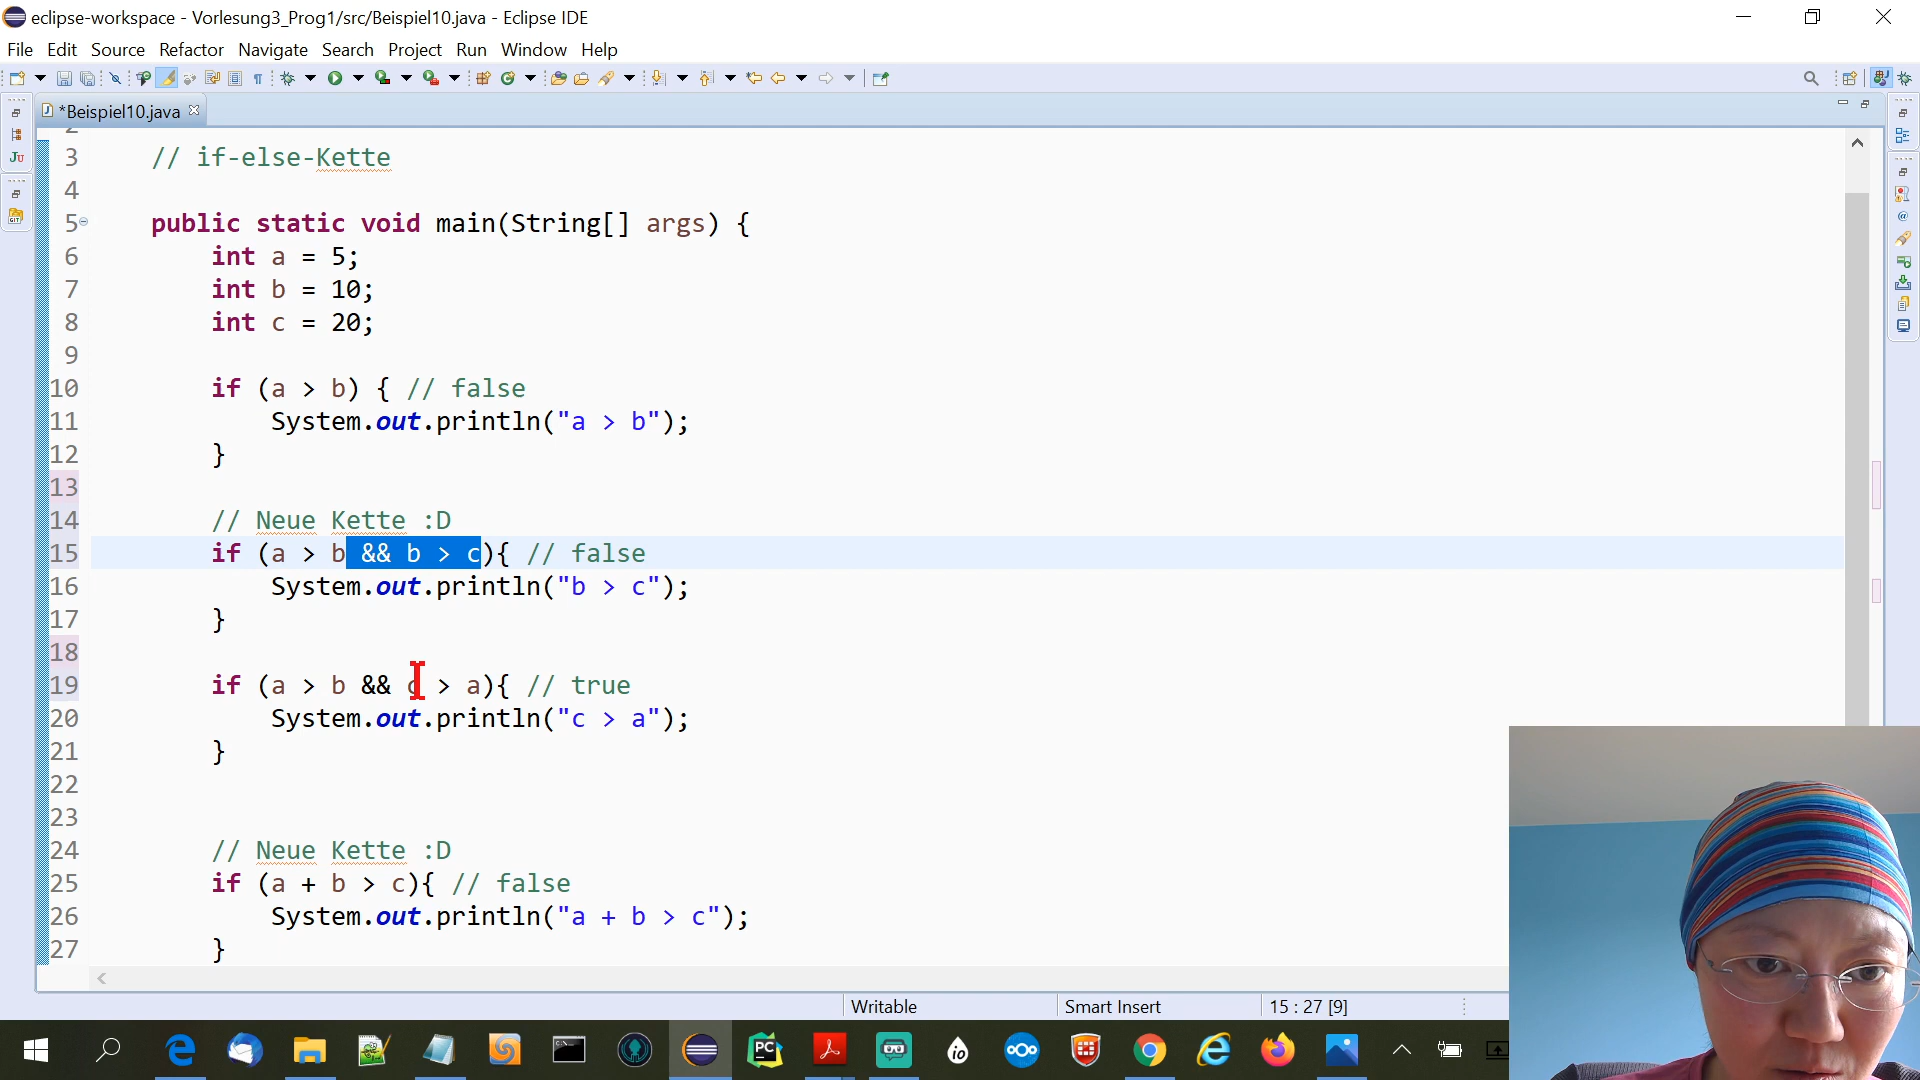 eclipse-workspace - Vorlesung3_Prog1/src/Beispiel10.java - Eclipse IDE
File Edit Source Refactor Navigate Search Project Run Window Help
*Beispiel10.java
2
3 // if-else-Kette
4
5 public static void main(String[] args) {
6 int a = 5;
7 int b = 10;
8 int c = 20;
9
10 if (a > b) { // false
11 System.out.println("a > b");
12 }
13
14 // Neue Kette :D
15 if (a > b && b > c){ // false
16 System.out.println("b > c");
17 }
18
19 if (a > b && c > a){ // true
20 System.out.println("c > a");
21 }
22
23
24 // Neue Kette :D
25 if (a + b > c){ // false
26 System.out.println("a + b > c");
27 }
Writable Smart Insert 15 : 27 [9]